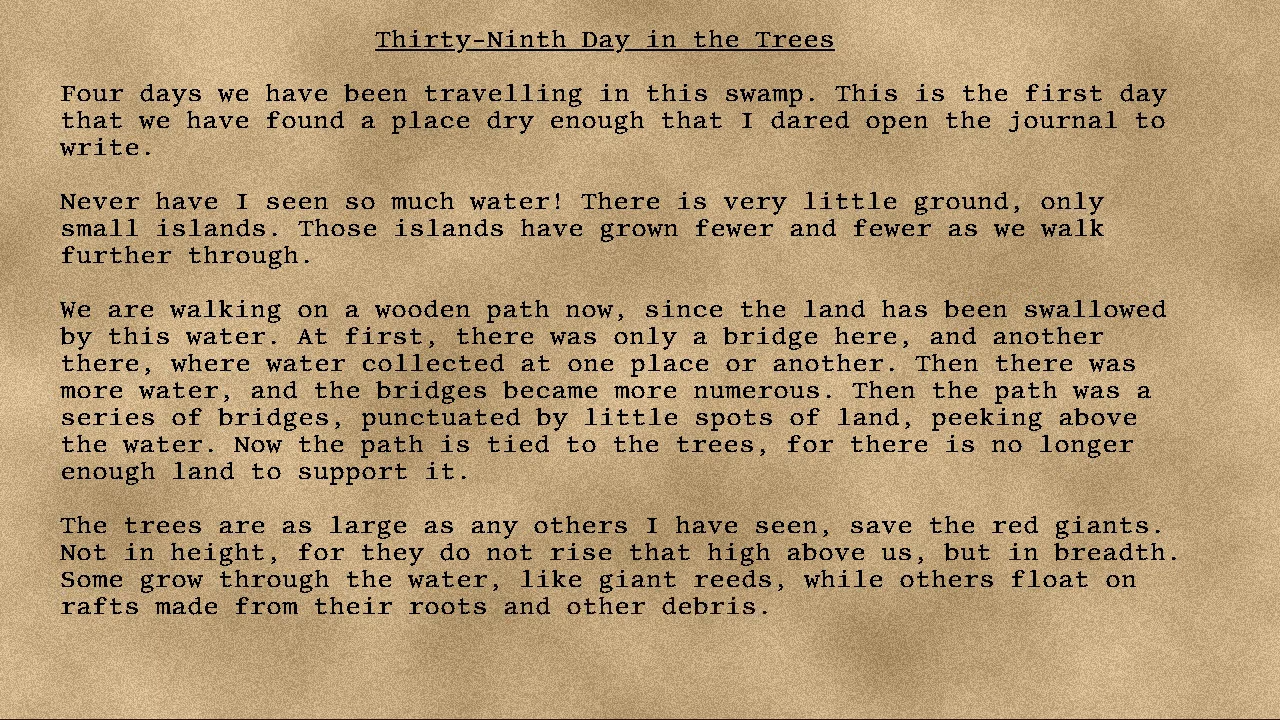 Thirty-Ninth Day in the Trees
Four days we have been travelling in this swamp. This is the first day
that we have found a place dry enough that I dared open the journal to
write.
Never have I seen so much water! There is very little ground, only
small islands. Those islands have grown fewer and fewer as we walk
further through.
We are walking on a wooden path now, since the land has been swallowed
by this water. At first, there was only a bridge here, and another
there, where water collected at one place or another. Then there was
more water, and the bridges became more numerous. Then the path was a
series of bridges, punctuated by little spots of land, peeking above
the water. Now the path is tied to the trees, for there is no longer
enough land to support it.
The trees are as large as any others I have seen, save the red giants.
Not in height, for they do not rise that high above us, but in breadth.
Some grow through the water, like giant reeds, while others float on
rafts made from their roots and other debris.